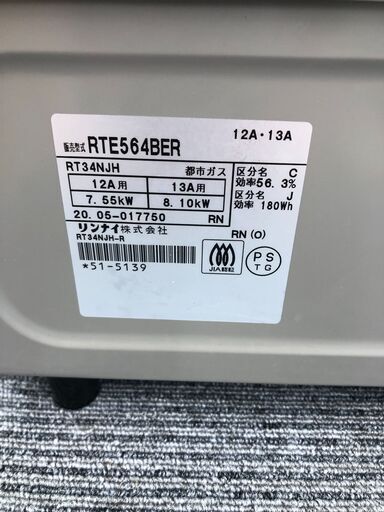 販売型式 RTE564BER 12A・13A
RT34NJH 都市ガス
12A用 13A用
7.55kW 8.10kW
20.05-017750 RN
リンナイ株式会社
RT34NJH-R
*51-5139
区分名 C
効率56.3%
区分名 J
効率 180Wh
RN (O)
JIA認証
PS
TG